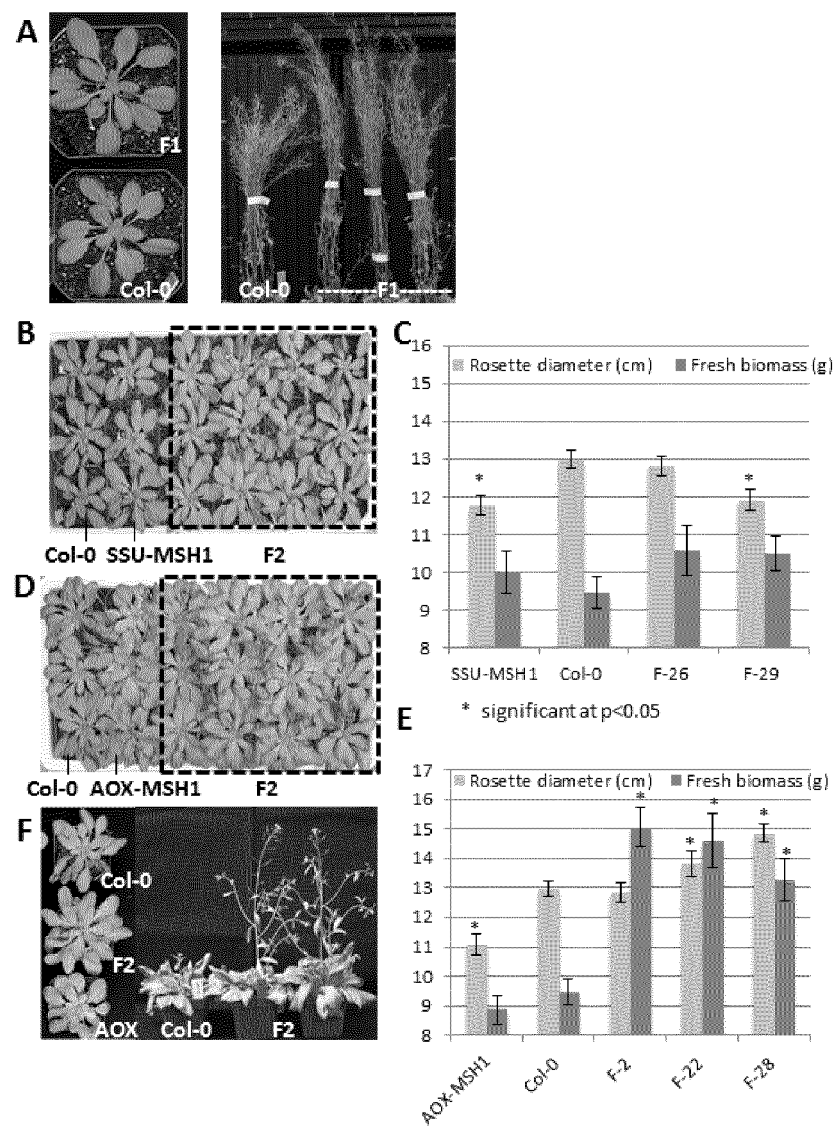 A
F1
Col-0
Col-0 --------F1--------
B
Col-0 SSU-MSH1 F2
C
Rosette diameter (cm) Fresh biomass (g)
16
15
14
13
12
11
10
9
8
* *
SSU-MSH1 Col-0 F-26 F-29
* significant at p<0.05
D
Col-0 AOX-MSH1 F2
E
Rosette diameter (cm) Fresh biomass (g)
17
16
15
14
13
12
11
10
9
8
* * * * * *
AOX-MSH1 Col-0 F-2 F-22 F-28
F
Col-0
F2
AOX
Col-0 F2